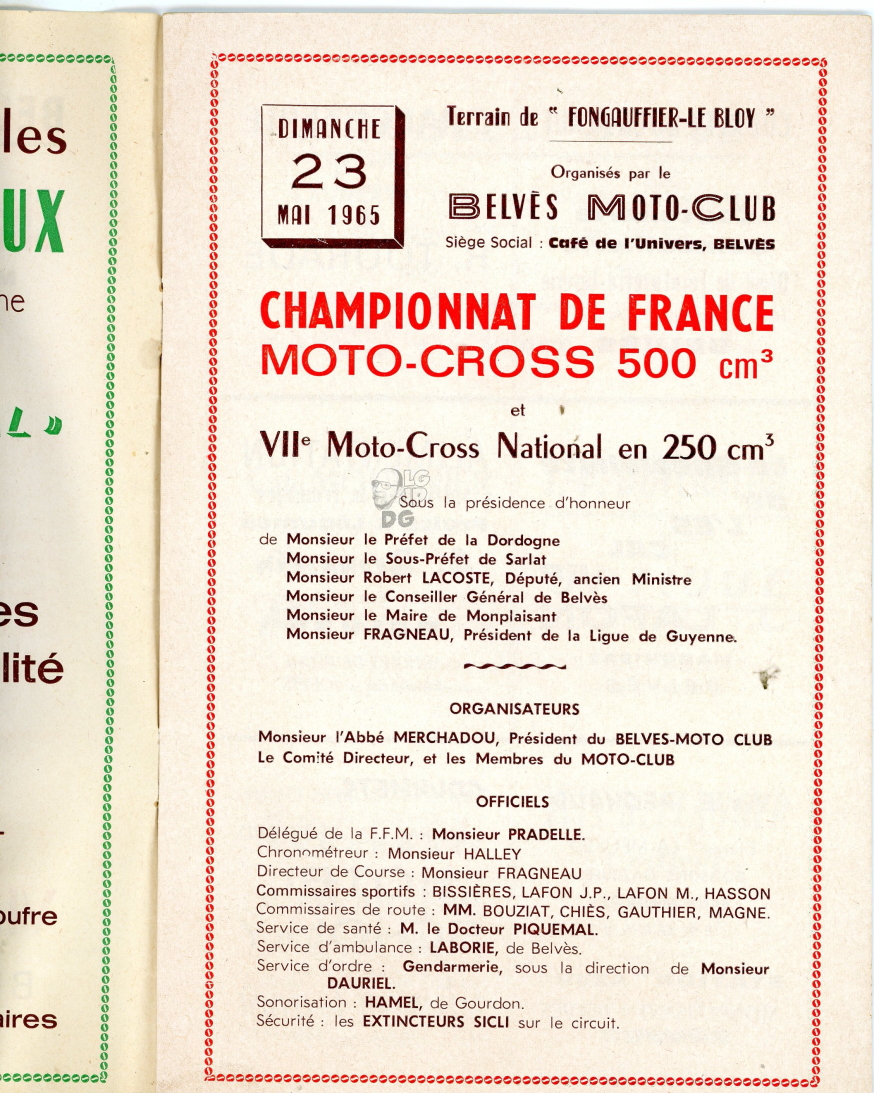 les
UX
ne
L »
es
lité
oufre
aires
DIMANCHE
23
MAI 1965
Terrain de " FONGAUFFIER-LE BLOY "
Organisés par le
BELVÈS MOTO-CLUB
Siège Social : Café de l'Univers, BELVÈS
CHAMPIONNAT DE FRANCE
MOTO-CROSS 500 cm³
et
VIIe Moto-Cross National en 250 cm³
LG
JP
DG
Sous la présidence d'honneur
de Monsieur le Préfet de la Dordogne
Monsieur le Sous-Préfet de Sarlat
Monsieur Robert LACOSTE, Député, ancien Ministre
Monsieur le Conseiller Général de Belvès
Monsieur le Maire de Monplaisant
Monsieur FRAGNEAU, Président de la Ligue de Guyenne.
ORGANISATEURS
Monsieur l'Abbé MERCHADOU, Président du BELVES-MOTO CLUB
Le Comité Directeur, et les Membres du MOTO-CLUB
OFFICIELS
Délégué de la F.F.M. : Monsieur PRADELLE.
Chronométreur : Monsieur HALLEY
Directeur de Course : Monsieur FRAGNEAU
Commissaires sportifs : BISSIÈRES, LAFON J.P., LAFON M., HASSON
Commissaires de route : MM. BOUZIAT, CHIÈS, GAUTHIER, MAGNE.
Service de santé : M. le Docteur PIQUEMAL.
Service d'ambulance : LABORIE, de Belvès.
Service d'ordre : Gendarmerie, sous la direction de Monsieur
DAURIEL.
Sonorisation : HAMEL, de Gourdon.
Sécurité : les EXTINCTEURS SICLI sur le circuit.